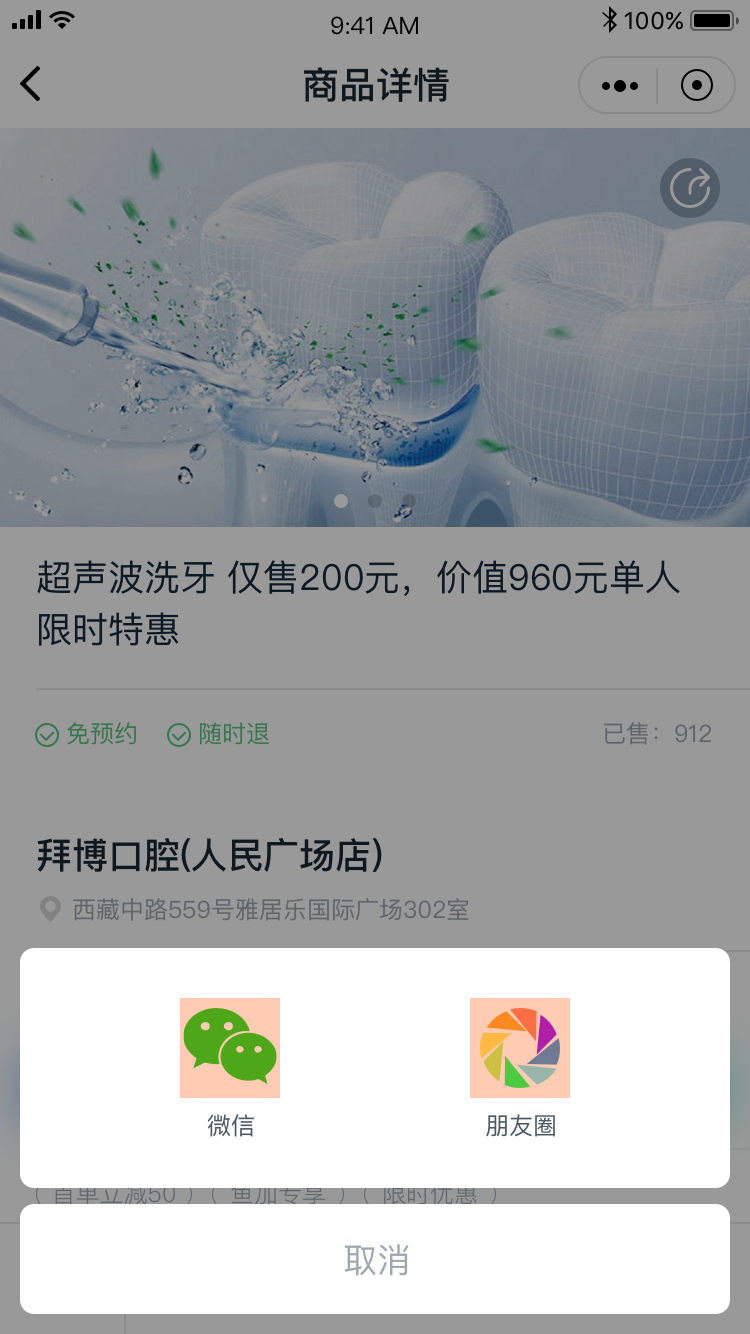 9:41 AM
100%
商品详情
超声波洗牙 仅售200元，价值960元单人
限时特惠
免预约
随时退
已售：912
拜博口腔(人民广场店)
西藏中路559号雅居乐国际广场302室
微信
朋友圈
首单立减50
鱼加专享
限时优惠
取消